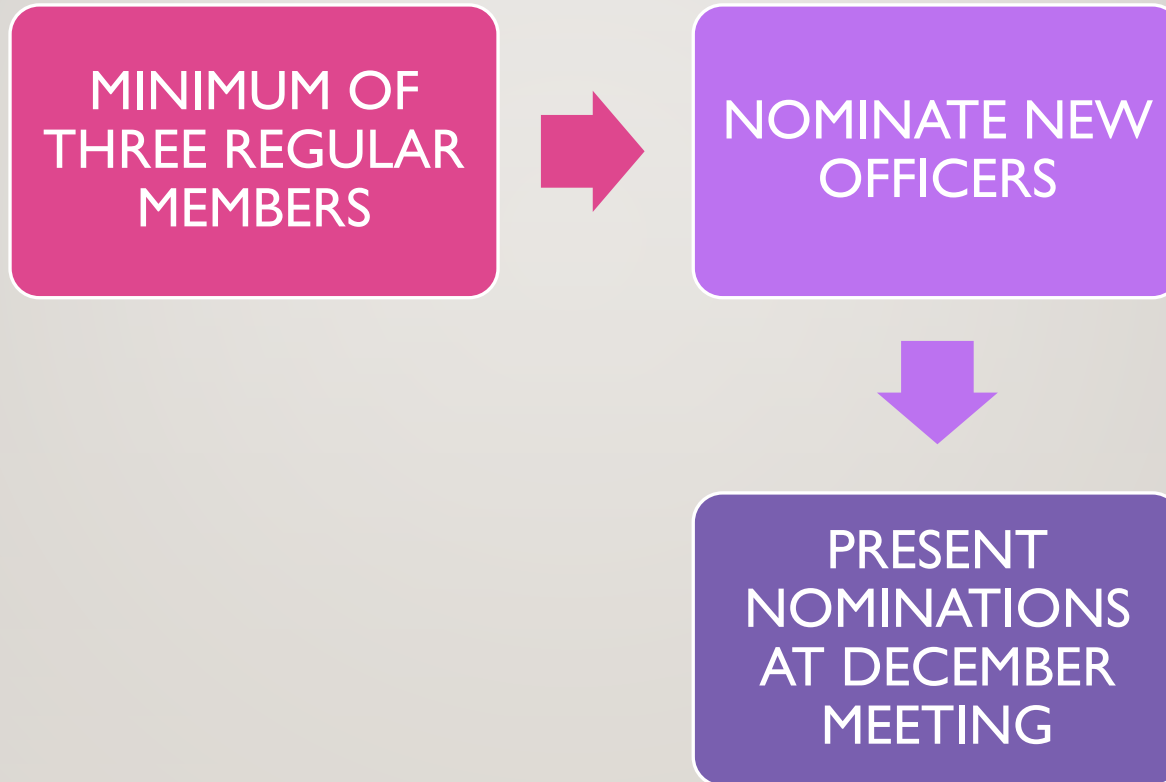 MINIMUM OF
THREE REGULAR
MEMBERS
NOMINATE NEW
OFFICERS
PRESENT
NOMINATIONS
AT DECEMBER
MEETING